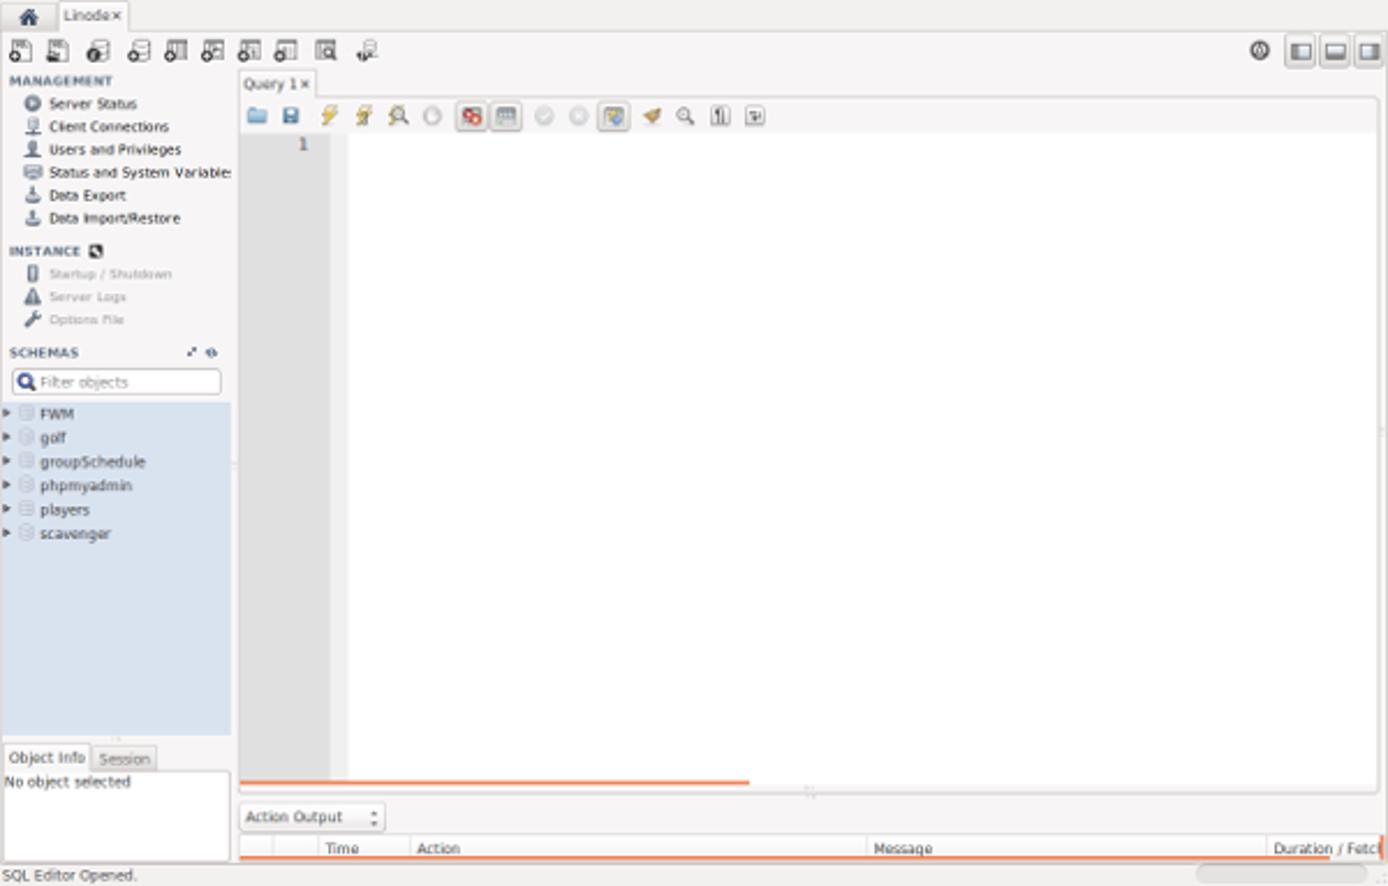 Linode×
MANAGEMENT
Server Status
Client Connections
Users and Privileges
Status and System Variable
Data Export
Data Import/Restore
INSTANCE
Startup / Shutdown
Server Logs
Options File
SCHEMAS
Filter objects
FWM
golf
groupSchedule
phpmyadmin
players
scavenger
Object Info Session
No object selected
Query 1×
1
Action Output
Time Action Message Duration / Fetch
SQL Editor Opened.